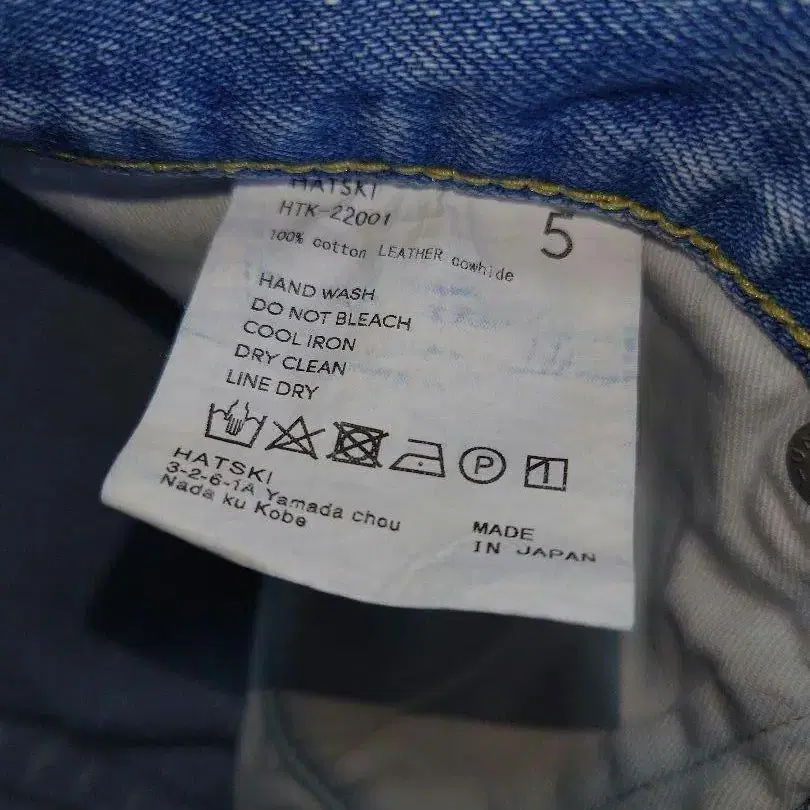 HATSKI
HTK-22001
5
100% cotton LEATHER cowhide
HAND WASH
DO NOT BLEACH
COOL IRON
DRY CLEAN
LINE DRY
P
HATSKI
3-2-6-1A Yamada chou
Nada ku Kobe
MADE
IN JAPAN